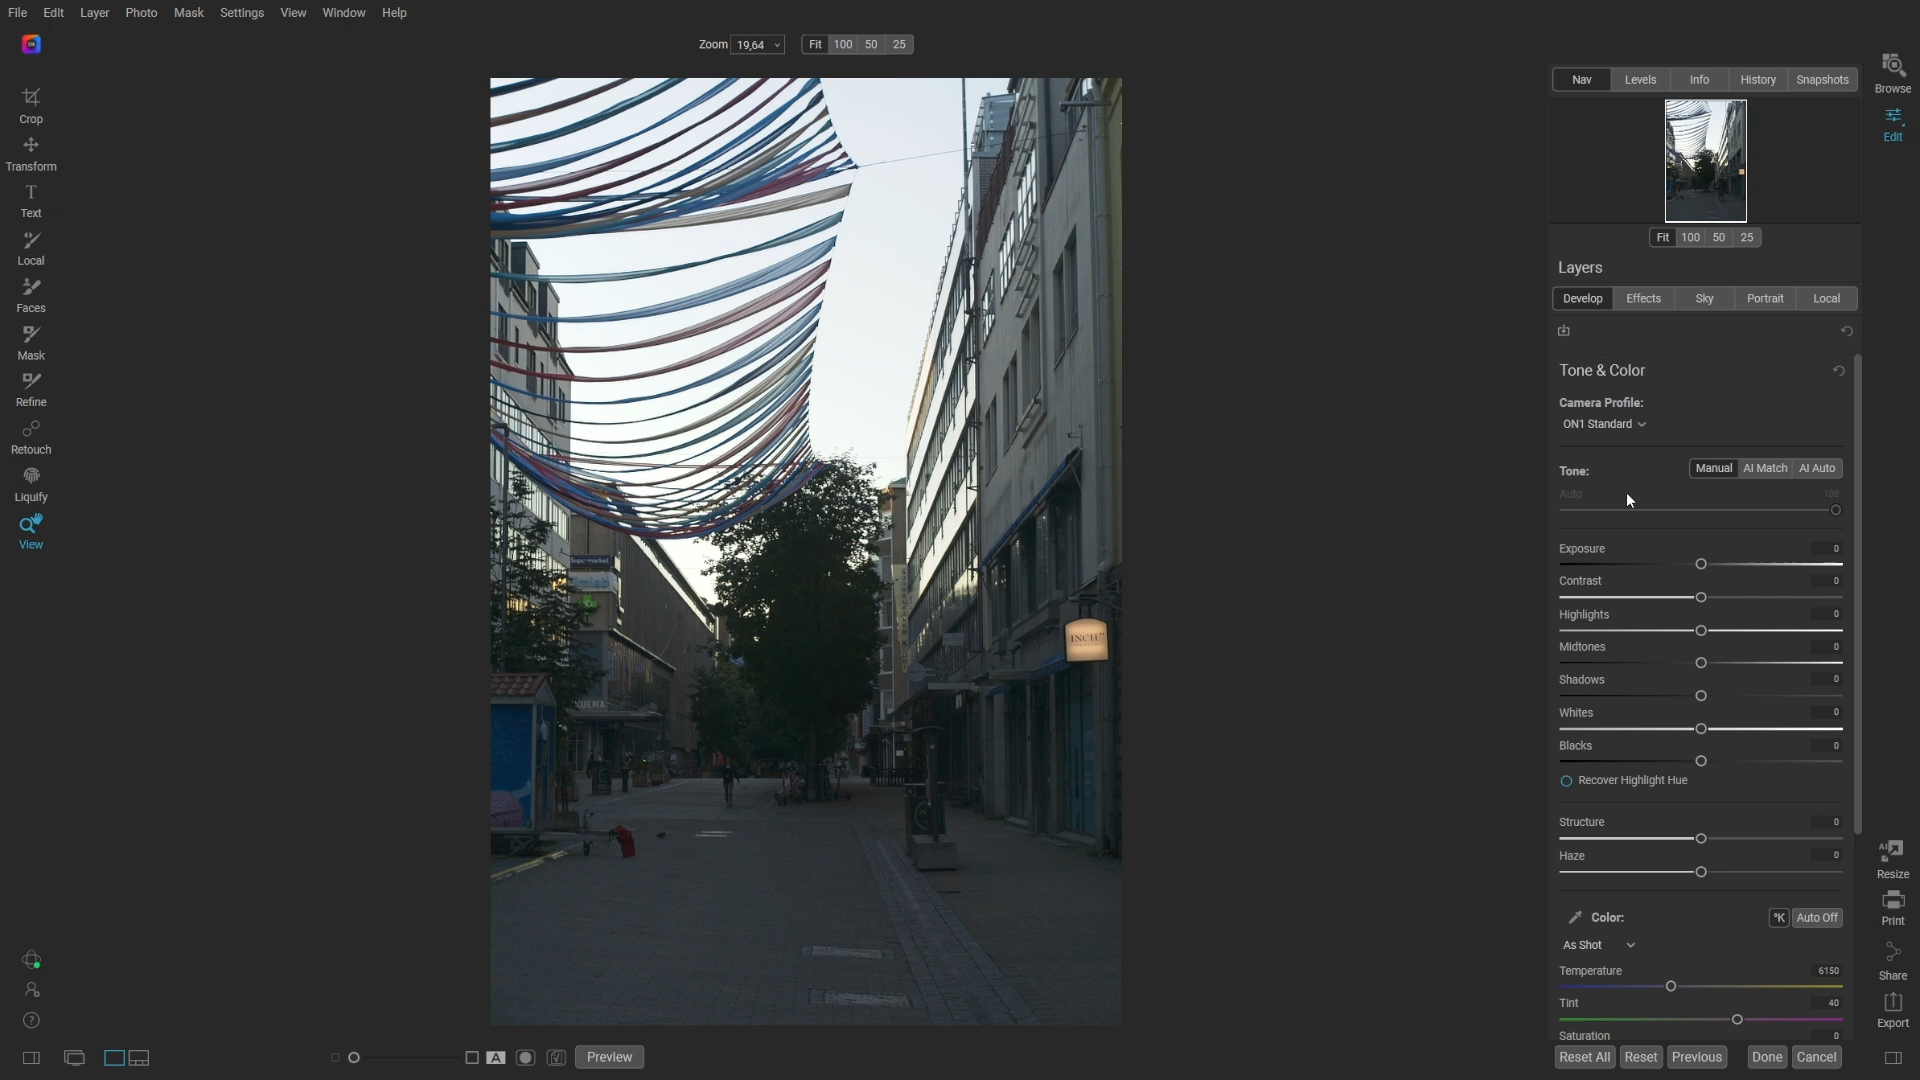 File Edit Layer Photo Mask Settings View Window Help
Zoom 19,64 Fit 100 50 25
Crop
Transform
Text
Local
Faces
Mask
Refine
Retouch
Liquify
View
Supermarket
KULMA
INCH
A Preview
Nav Levels Info History Snapshots
Fit 100 50 25
Layers
Develop Effects Sky Portrait Local
Tone & Color
Camera Profile:
ON1 Standard
Tone: Manual AI Match AI Auto
Auto 100
Exposure 0
Contrast 0
Highlights 0
Midtones 0
Shadows 0
Whites 0
Blacks 0
Recover Highlight Hue
Structure 0
Haze 0
Color: °K Auto Off
As Shot
Temperature 6150
Tint 40
Saturation 0
Reset All Reset Previous Done Cancel
Browse
Edit
AI
Resize
Print
Share
Export